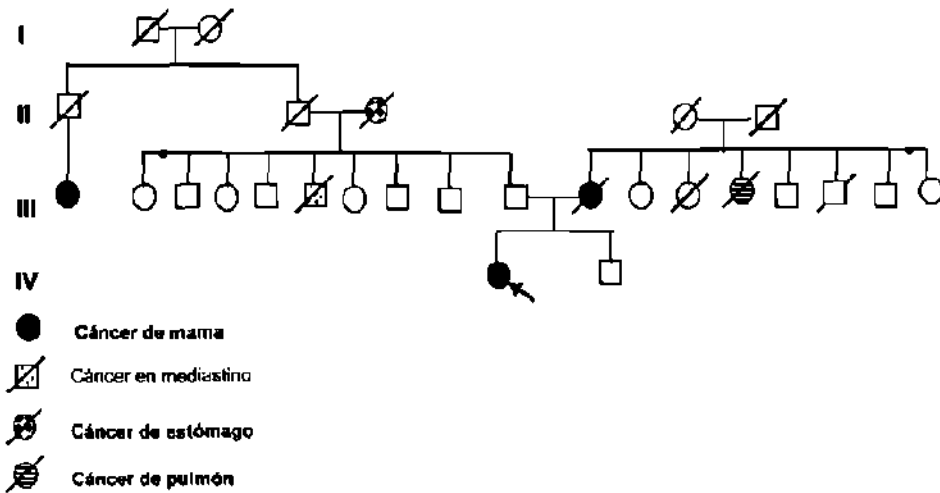 I
II
III
IV
Cáncer de mama
Cáncer en mediastino
Cáncer de estómago
Cáncer de pulmón